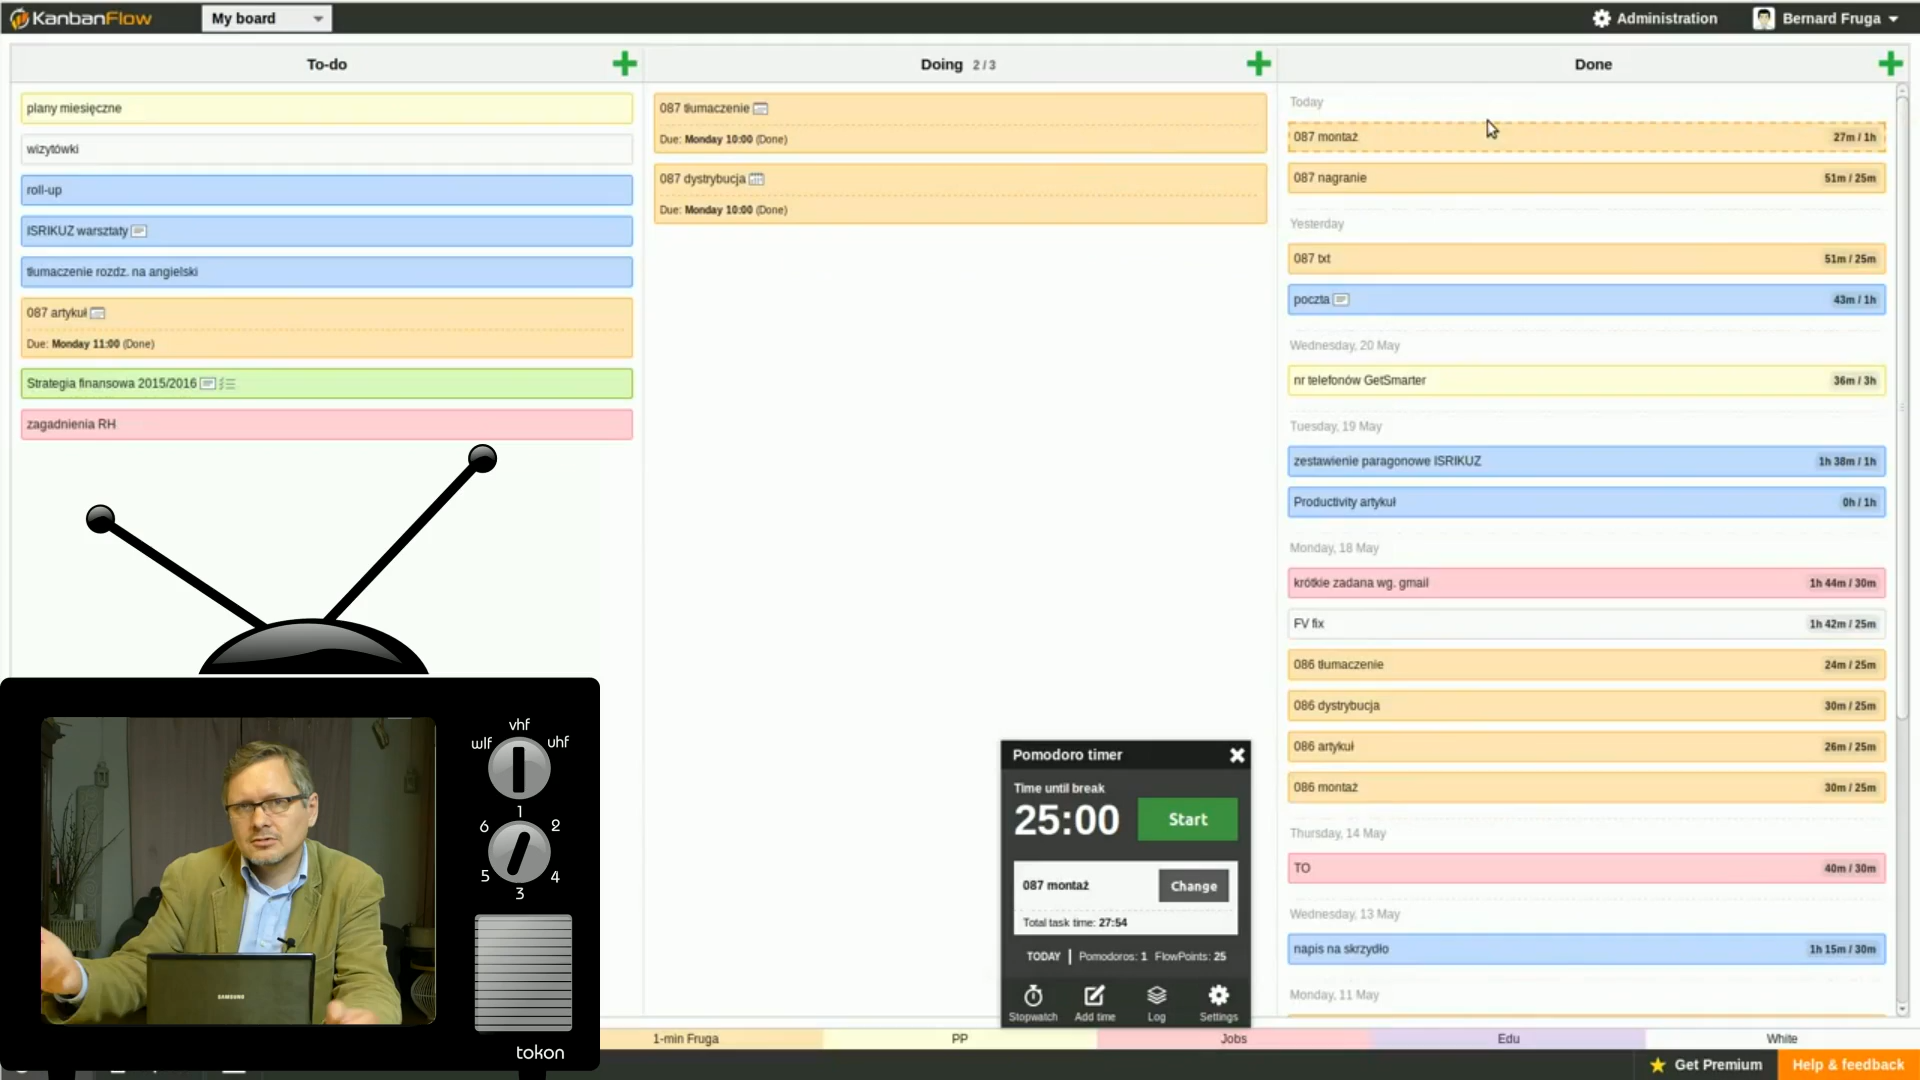 KanbanFlow
My board
Administration
Bernard Fruga
To-do
Doing 2 / 3
Done
plany miesięczne
wizytówki
roll-up
ISRIKUZ warsztaty
tłumaczenie rozdz. na angielski
087 artykuł
Due: Monday 11:00 (Done)
Strategia finansowa 2015/2016
zagadnienia RH
087 tłumaczenie
Due: Monday 10:00 (Done)
087 dystrybucja
Due: Monday 10:00 (Done)
Today
087 montaż 27m / 1h
087 nagranie 51m / 25m
Yesterday
087 txt 51m / 25m
poczta 43m / 1h
Wednesday, 20 May
nr telefonów GetSmarter 36m / 3h
Tuesday, 19 May
zestawienie paragonowe ISRIKUZ 1h 38m / 1h
Productivity artykuł 0h / 1h
Monday, 18 May
krótkie zadana wg. gmail 1h 44m / 30m
FV fix 1h 42m / 25m
086 tłumaczenie 24m / 25m
086 dystrybucja 30m / 25m
086 artykuł 26m / 25m
086 montaż 30m / 25m
Thursday, 14 May
TO 40m / 30m
Wednesday, 13 May
napis na skrzydło 1h 15m / 30m
Monday, 11 May
Pomodoro timer
Time until break
25:00 Start
087 montaż Change
Total task time: 27:54
TODAY Pomodoros: 1 FlowPoints: 25
Stopwatch Add time Log Settings
vhf
wlf uhf
1
6 2
5 4
3
SAMSUNG
tokon
1-min Fruga PP Jobs Edu White
Get Premium Help & feedback